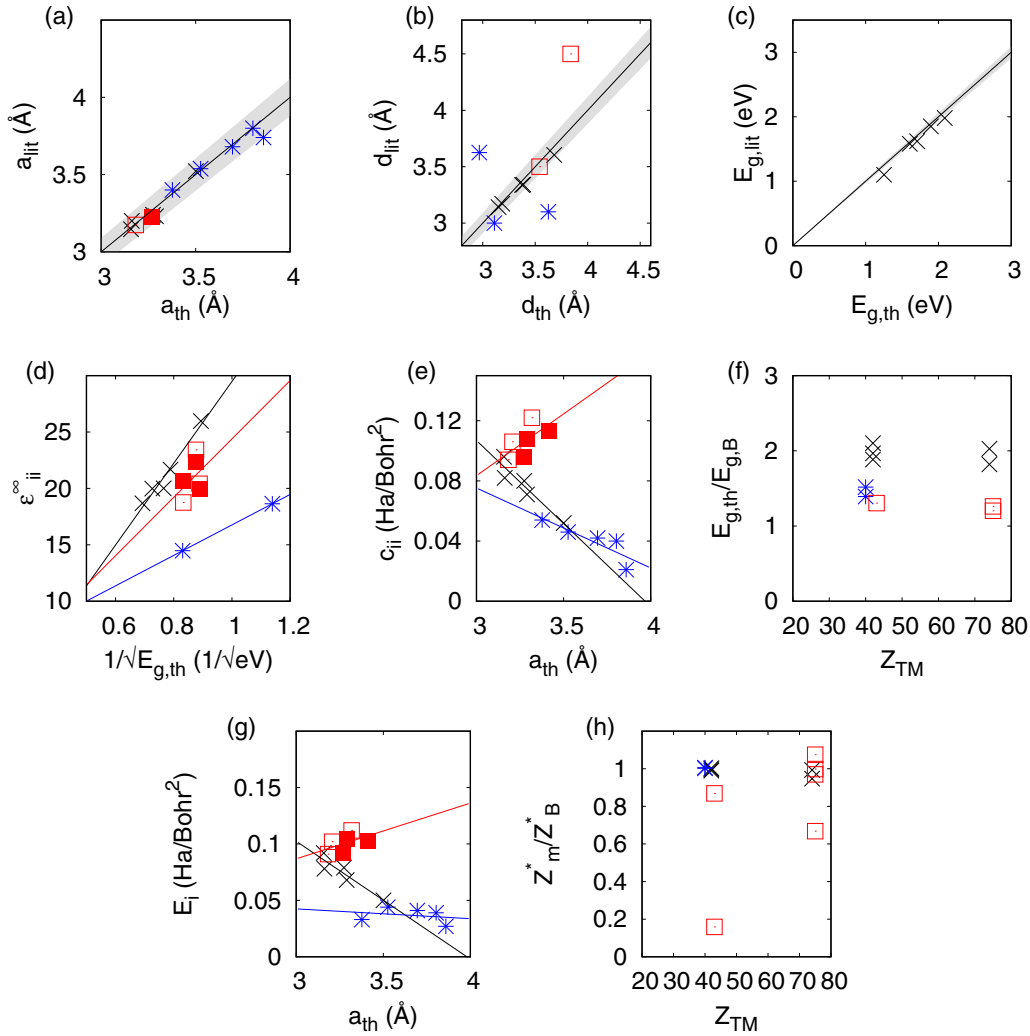 (a)
4
3.5
3
a_lit (Å)
3 3.5 4
a_th (Å)
(b)
4.5
4
3.5
3
d_lit (Å)
3 3.5 4 4.5
d_th (Å)
(c)
3
2
1
0
E_g,lit (eV)
0 1 2 3
E_g,th (eV)
(d)
25
20
15
10
ε^∞_ii
0.6 0.8 1 1.2
1/√E_g,th (1/√eV)
(e)
0.12
0.08
0.04
0
c_ii (Ha/Bohr²)
3 3.5 4
a_th (Å)
(f)
3
2
1
0
E_g,th/E_g,B
20 30 40 50 60 70 80
Z_TM
(g)
0.15
0.1
0.05
0
E_i (Ha/Bohr²)
3 3.5 4
a_th (Å)
(h)
1
0.8
0.6
0.4
0.2
0
Z*_m/Z*_B
20 30 40 50 60 70 80
Z_TM